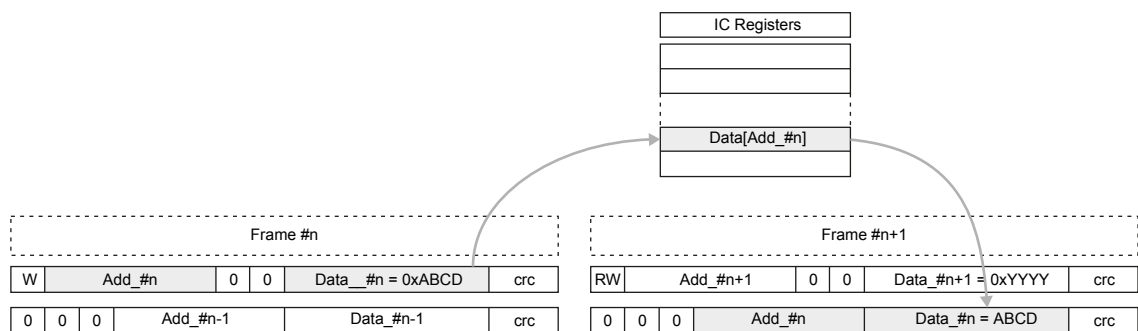 IC Registers
Data[Add_#n]
Frame #n
Frame #n+1
W Add_#n 0 0 Data__#n = 0xABCD crc
RW Add_#n+1 0 0 Data_#n+1 = 0xYYYY crc
0 0 0 Add_#n-1 Data_#n-1 crc
0 0 0 Add_#n Data_#n = ABCD crc